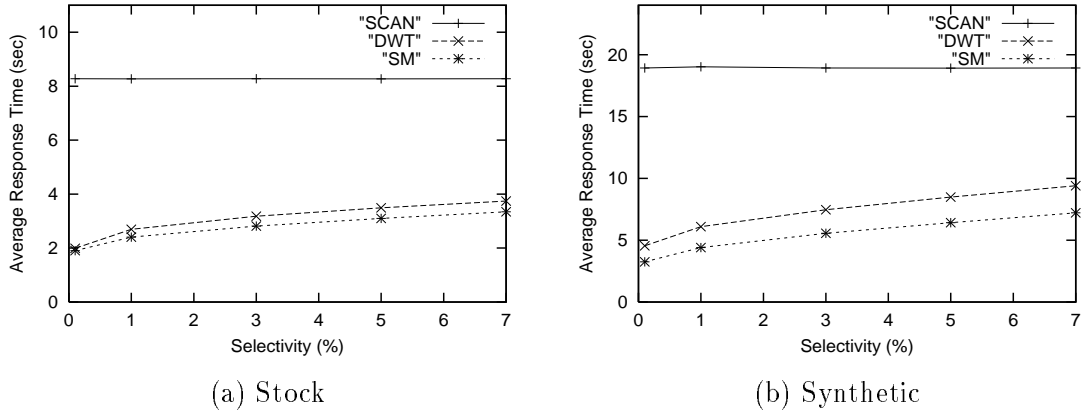 Average Response Time (sec)
10
8
6
4
2
0
"SCAN"
"DWT"
"SM"
0 1 2 3 4 5 6 7
Selectivity (%)
(a) Stock
Average Response Time (sec)
20
15
10
5
0
"SCAN"
"DWT"
"SM"
0 1 2 3 4 5 6 7
Selectivity (%)
(b) Synthetic